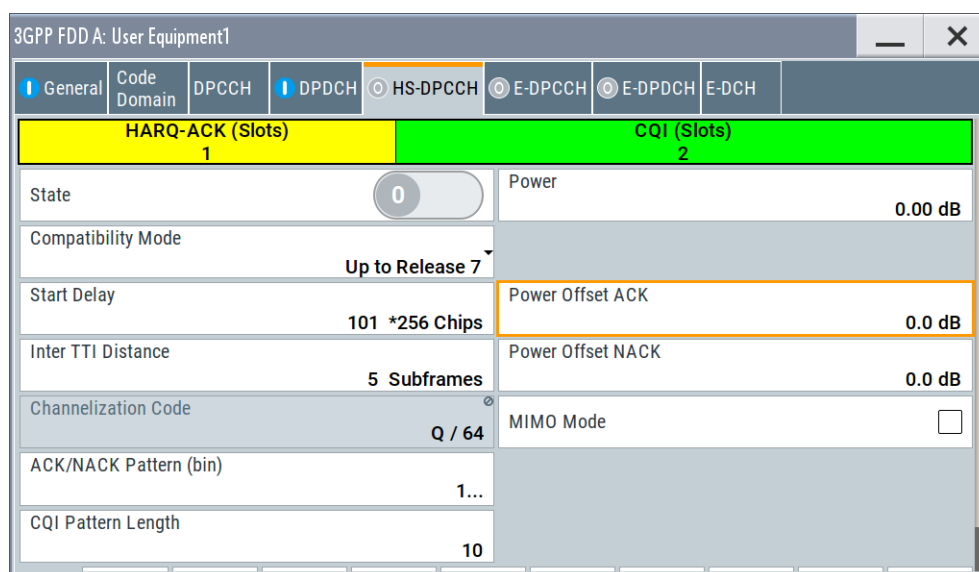 3GPP FDD A: User Equipment1
General
Code
Domain
DPCCH
DPDCH
HS-DPCCH
E-DPCCH
E-DPDCH
E-DCH
HARQ-ACK (Slots)
1
CQI (Slots)
2
State
0
Power
0.00 dB
Compatibility Mode
Up to Release 7
Start Delay
101 *256 Chips
Power Offset ACK
0.0 dB
Inter TTI Distance
5 Subframes
Power Offset NACK
0.0 dB
Channelization Code
Q / 64
MIMO Mode
ACK/NACK Pattern (bin)
1...
CQI Pattern Length
10